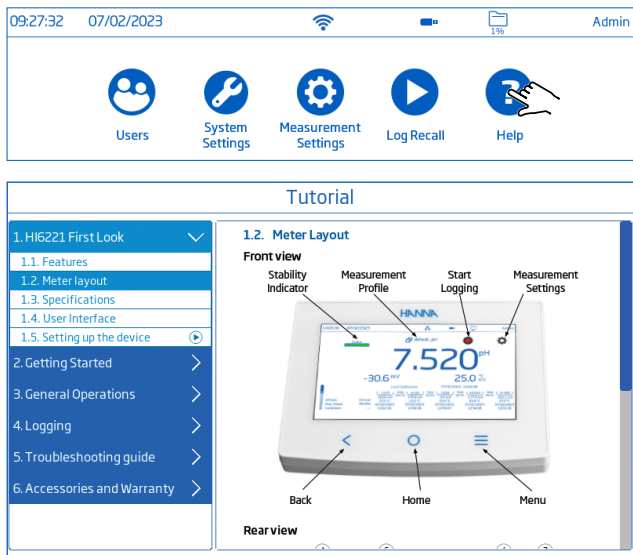 09:27:32 07/02/2023 1% Admin
Users
System Settings
Measurement Settings
Log Recall
Help
Tutorial
1. HI6221 First Look
1.1. Features
1.2. Meter layout
1.3. Specifications
1.4. User Interface
1.5. Setting up the device
2. Getting Started
3. General Operations
4. Logging
5. Troubleshooting guide
6. Accessories and Warranty
1.2. Meter Layout
Front view
Stability Indicator
Measurement Profile
Start Logging
Measurement Settings
HANNA
default_pH
7.520 pH
-30.6 mV
25.0 °C
Back
Home
Menu
Rear view